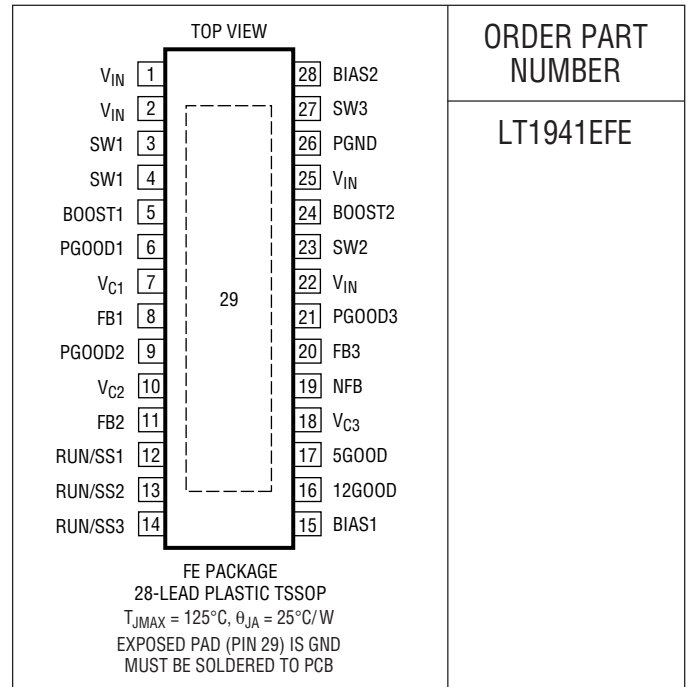 TOP VIEW
VIN 1
VIN 2
SW1 3
SW1 4
BOOST1 5
PGOOD1 6
VC1 7
FB1 8
PGOOD2 9
VC2 10
FB2 11
RUN/SS1 12
RUN/SS2 13
RUN/SS3 14
29
28 BIAS2
27 SW3
26 PGND
25 VIN
24 BOOST2
23 SW2
22 VIN
21 PGOOD3
20 FB3
19 NFB
18 VC3
17 5GOOD
16 12GOOD
15 BIAS1
FE PACKAGE
28-LEAD PLASTIC TSSOP
TJMAX = 125°C, θJA = 25°C/W
EXPOSED PAD (PIN 29) IS GND
MUST BE SOLDERED TO PCB
ORDER PART
NUMBER
LT1941EFE